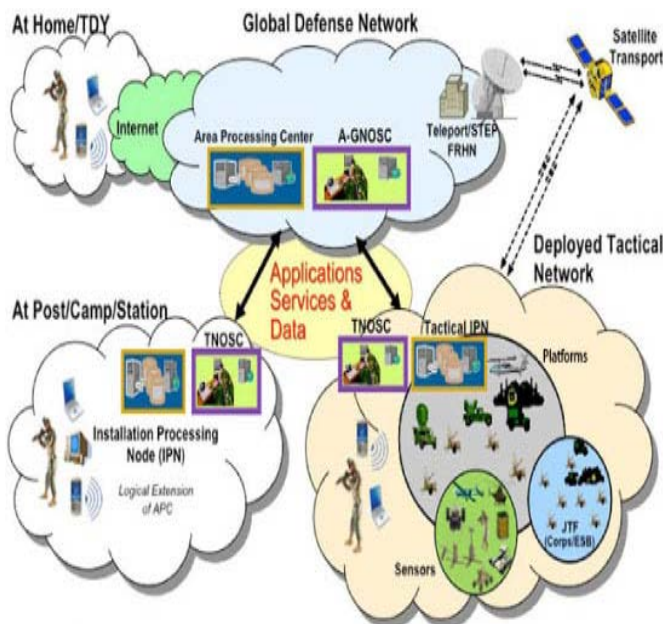 At Home/TDY
Global Defense Network
Satellite
Transport
Internet
Area Processing Center
A-GNOSC
Teleport/STEP
FRHN
Applications
Services &
Data
Deployed Tactical
Network
At Post/Camp/Station
TNOSC
Installation Processing
Node (IPN)
Logical Extension
of APC
TNOSC
Tactical IPN
Platforms
Sensors
JTF
(Corps/ESB)